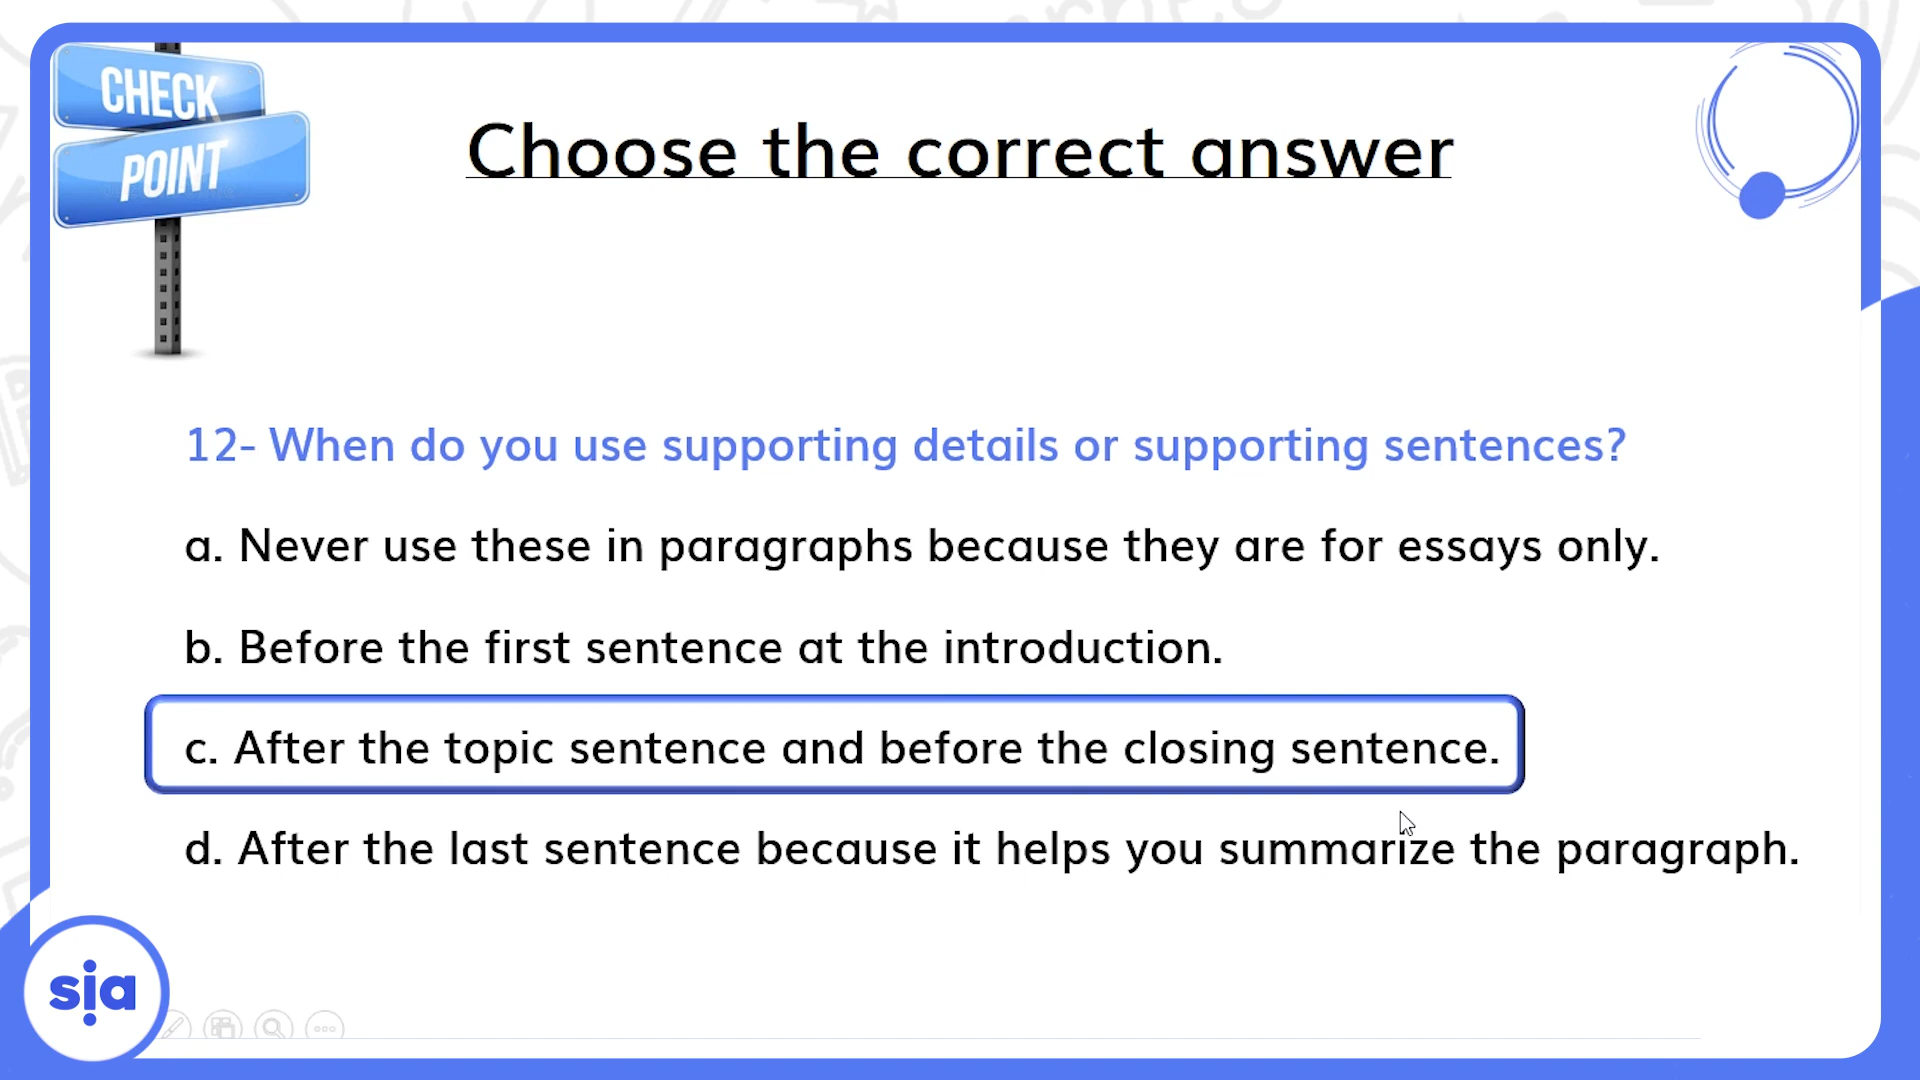 CHECK
POINT
Choose the correct answer
12- When do you use supporting details or supporting sentences?
a. Never use these in paragraphs because they are for essays only.
b. Before the first sentence at the introduction.
c. After the topic sentence and before the closing sentence.
d. After the last sentence because it helps you summarize the paragraph.
sia